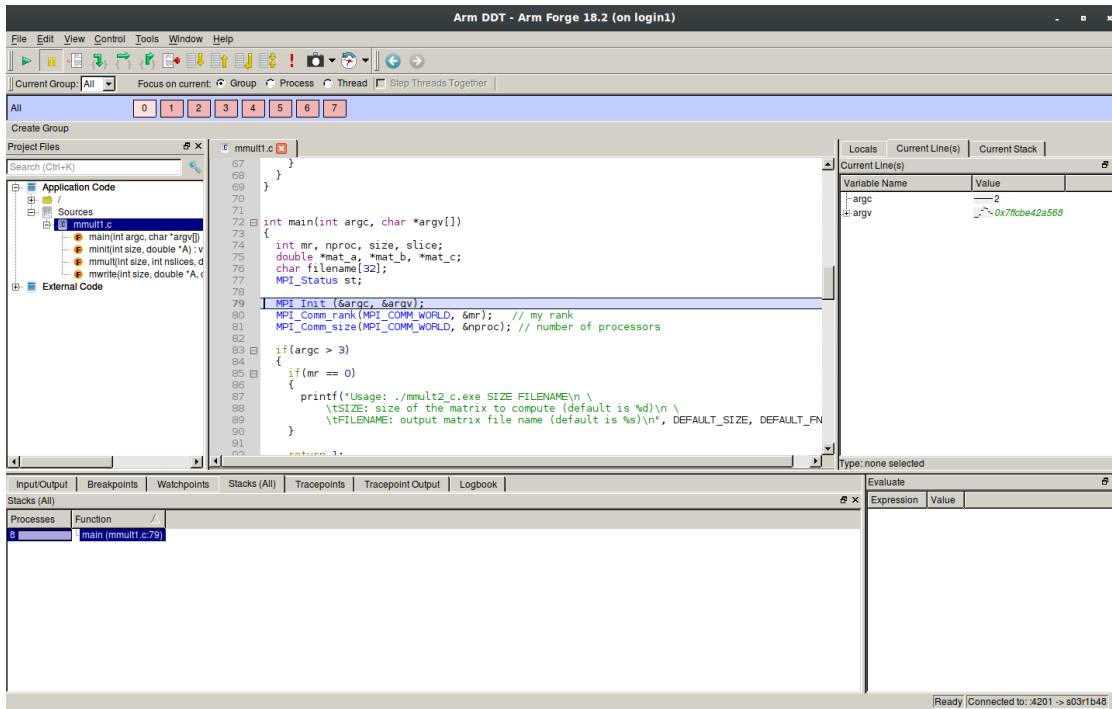 Arm DDT - Arm Forge 18.2 (on login1)
File Edit View Control Tools Window Help
Current Group: All Focus on current: Group Process Thread Step Threads Together
All 0 1 2 3 4 5 6 7
Create Group
Project Files
Search (Ctrl+K)
Application Code
/
Sources
mmult1.c
main(int argc, char *argv[])
minit(int size, double *A) : v
mmult(int size, int nslices, d
mwrite(int size, double *A, c
External Code
mmult1.c
67 }
68 }
69 }
70
71
72 int main(int argc, char *argv[])
73 {
74 int mr, nproc, size, slice;
75 double *mat_a, *mat_b, *mat_c;
76 char filename[32];
77 MPI_Status st;
78
79 MPI_Init (&argc, &argv);
80 MPI_Comm_rank(MPI_COMM_WORLD, &mr); // my rank
81 MPI_Comm_size(MPI_COMM_WORLD, &nproc); // number of processors
82
83 if(argc > 3)
84 {
85 if(mr == 0)
86 {
87 printf("Usage: ./mmult2_c.exe SIZE FILENAME\n \
88 \tSIZE: size of the matrix to compute (default is %d)\n \
89 \tFILENAME: output matrix file name (default is %s)\n", DEFAULT_SIZE, DEFAULT_FN
90 }
91
92 return 1;
Locals Current Line(s) Current Stack
Current Line(s)
Variable Name Value
argc 2
argv 0x7ffcbe42a568
Type: none selected
Input/Output Breakpoints Watchpoints Stacks (All) Tracepoints Tracepoint Output Logbook
Stacks (All)
Processes Function
8 main (mmult1.c:79)
Evaluate
Expression Value
Ready Connected to: :4201 -> s03r1b48